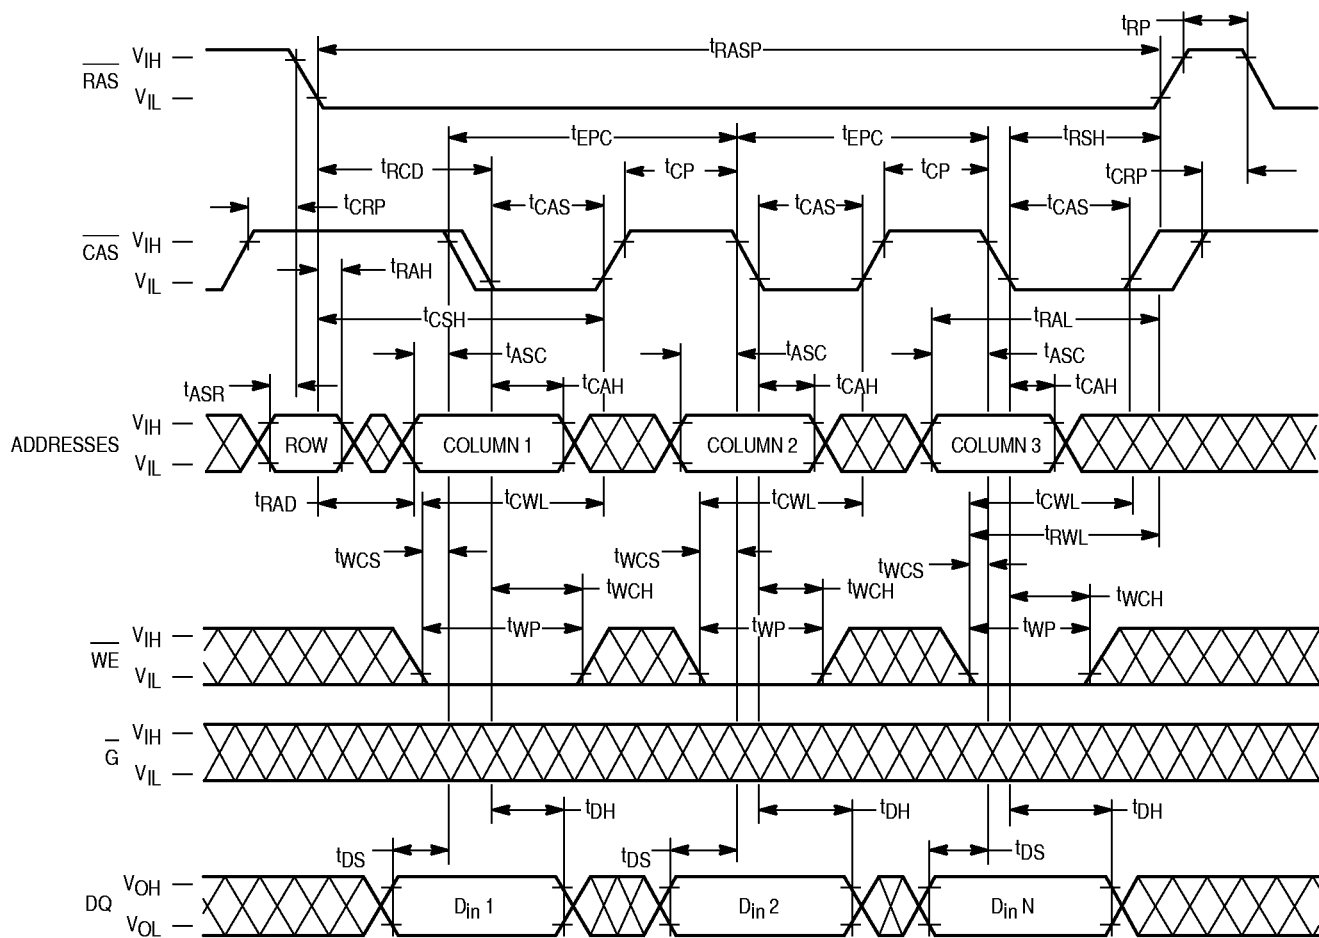 tRP
VIH
tRASP
RAS
VIL
tEPC tEPC tRSH
tRCD tCP tCP tCRP
tCRP tCAS tCAS tCAS
VIH
CAS
VIL
tRAH
tCSH tRAL
tASC tASC tASC
tASR tCAH tCAH tCAH
VIH
ADDRESSES ROW COLUMN 1 COLUMN 2 COLUMN 3
VIL
tRAD tCWL tCWL tCWL
tRWL
tWCS tWCS tWCS
tWCH tWCH tWCH
tWP tWP tWP
VIH
WE
VIL
VIH
G
VIL
tDH tDH tDH
tDS tDS tDS
VOH
DQ Din 1 Din 2 Din N
VOL